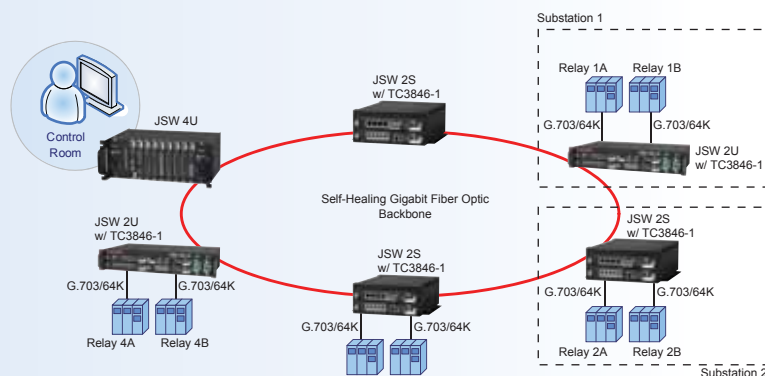 Substation 1
Relay 1A
Relay 1B
G.703/64K
G.703/64K
JSW 2U
w/ TC3846-1
JSW 2S
w/ TC3846-1
Control
Room
JSW 4U
Self-Healing Gigabit Fiber Optic
Backbone
JSW 2U
w/ TC3846-1
G.703/64K
G.703/64K
Relay 4A
Relay 4B
JSW 2S
w/ TC3846-1
G.703/64K
G.703/64K
JSW 2S
w/ TC3846-1
G.703/64K
G.703/64K
Relay 2A
Relay 2B
Substation 2